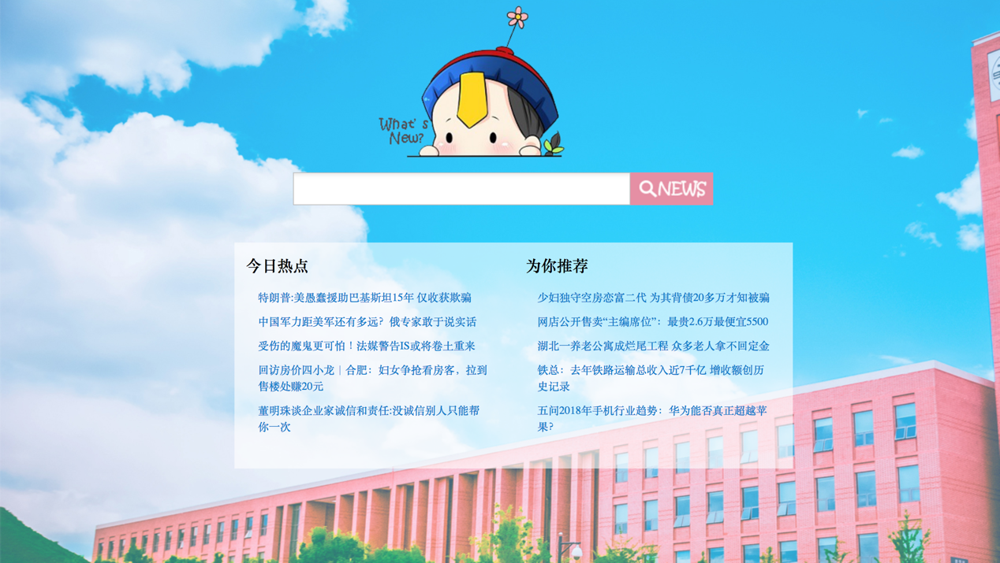 What's
New?
NEWS
今日热点
特朗普:美愚蠢援助巴基斯坦15年 仅收获欺骗
中国军力距美军还有多远？俄专家敢于说实话
受伤的魔鬼更可怕！法媒警告IS或将卷土重来
回访房价四小龙｜合肥：妇女争抢看房客，拉到
售楼处赚20元
董明珠谈企业家诚信和责任:没诚信别人只能帮
你一次
为你推荐
少妇独守空房恋富二代 为其背债20多万才知被骗
网店公开售卖“主编席位”：最贵2.6万最便宜5500
湖北一养老公寓成烂尾工程 众多老人拿不回定金
铁总：去年铁路运输总收入近7千亿 增收额创历
史记录
五问2018年手机行业趋势：华为能否真正超越苹
果？